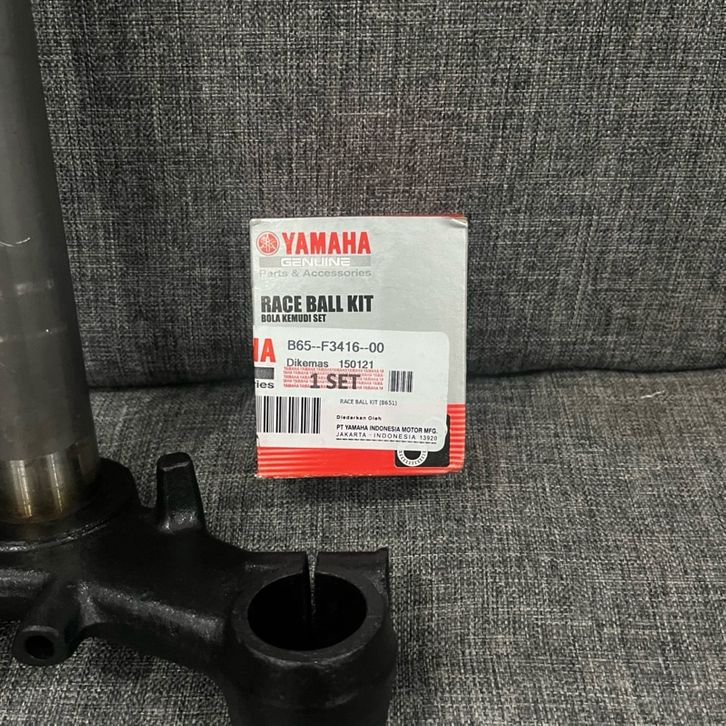 YAMAHA
GENUINE
Parts & Accessories
RACE BALL KIT
BOLA KEMUDI SET
B65--F3416--00
Dikemas 150121
1 SET
RACE BALL KIT (B651)
Diedarkan Oleh
PT YAMAHA INDONESIA MOTOR MFG.
JAKARTA - INDONESIA 13920